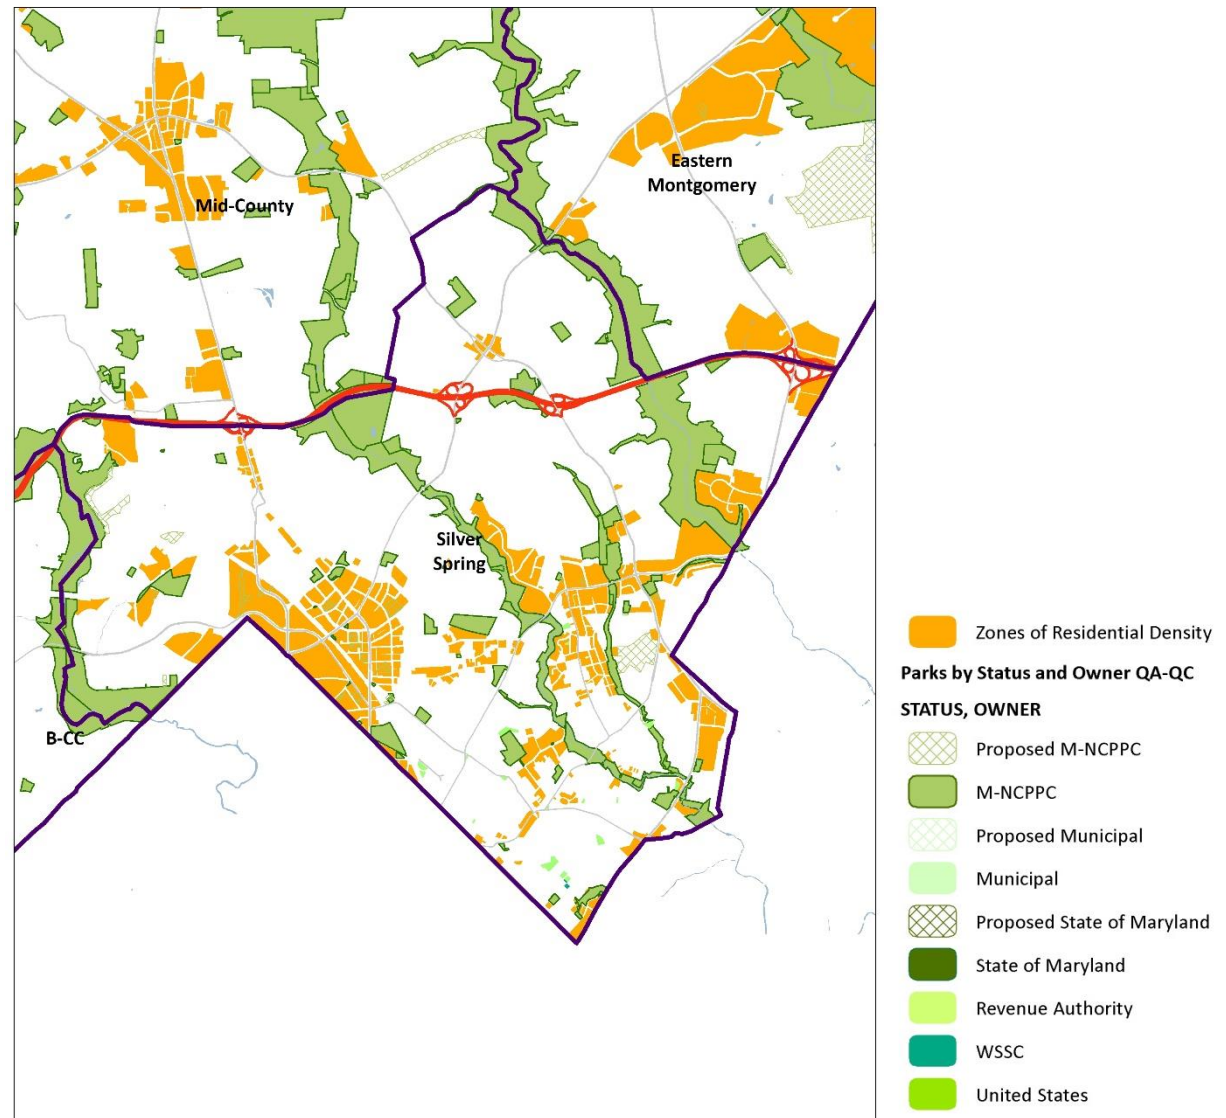 Eastern
Montgomery
Mid-County
Silver
Spring
B-CC
Zones of Residential Density
Parks by Status and Owner QA-QC
STATUS, OWNER
Proposed M-NCPPC
M-NCPPC
Proposed Municipal
Municipal
Proposed State of Maryland
State of Maryland
Revenue Authority
WSSC
United States